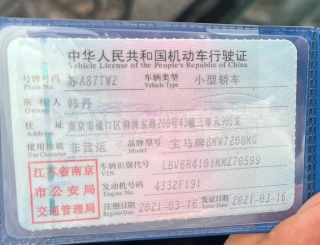 中华人民共和国机动车行驶证
Vehicle License of the People's Republic of China
号牌号码 苏A87TW2 车辆类型 小型轿车
Plate No. Vehicle Type
所有人 韩丹
Owner
住址
Address
使用性质 非营运 品牌型号 宝马牌
Use Character Model
江苏省南京
市公安局
交通管理局
车辆识别代号
VIN
发动机号码
Engine No.
注册日期 2021-03-16 发证日期 2021-03-16
Register Date Issue Date